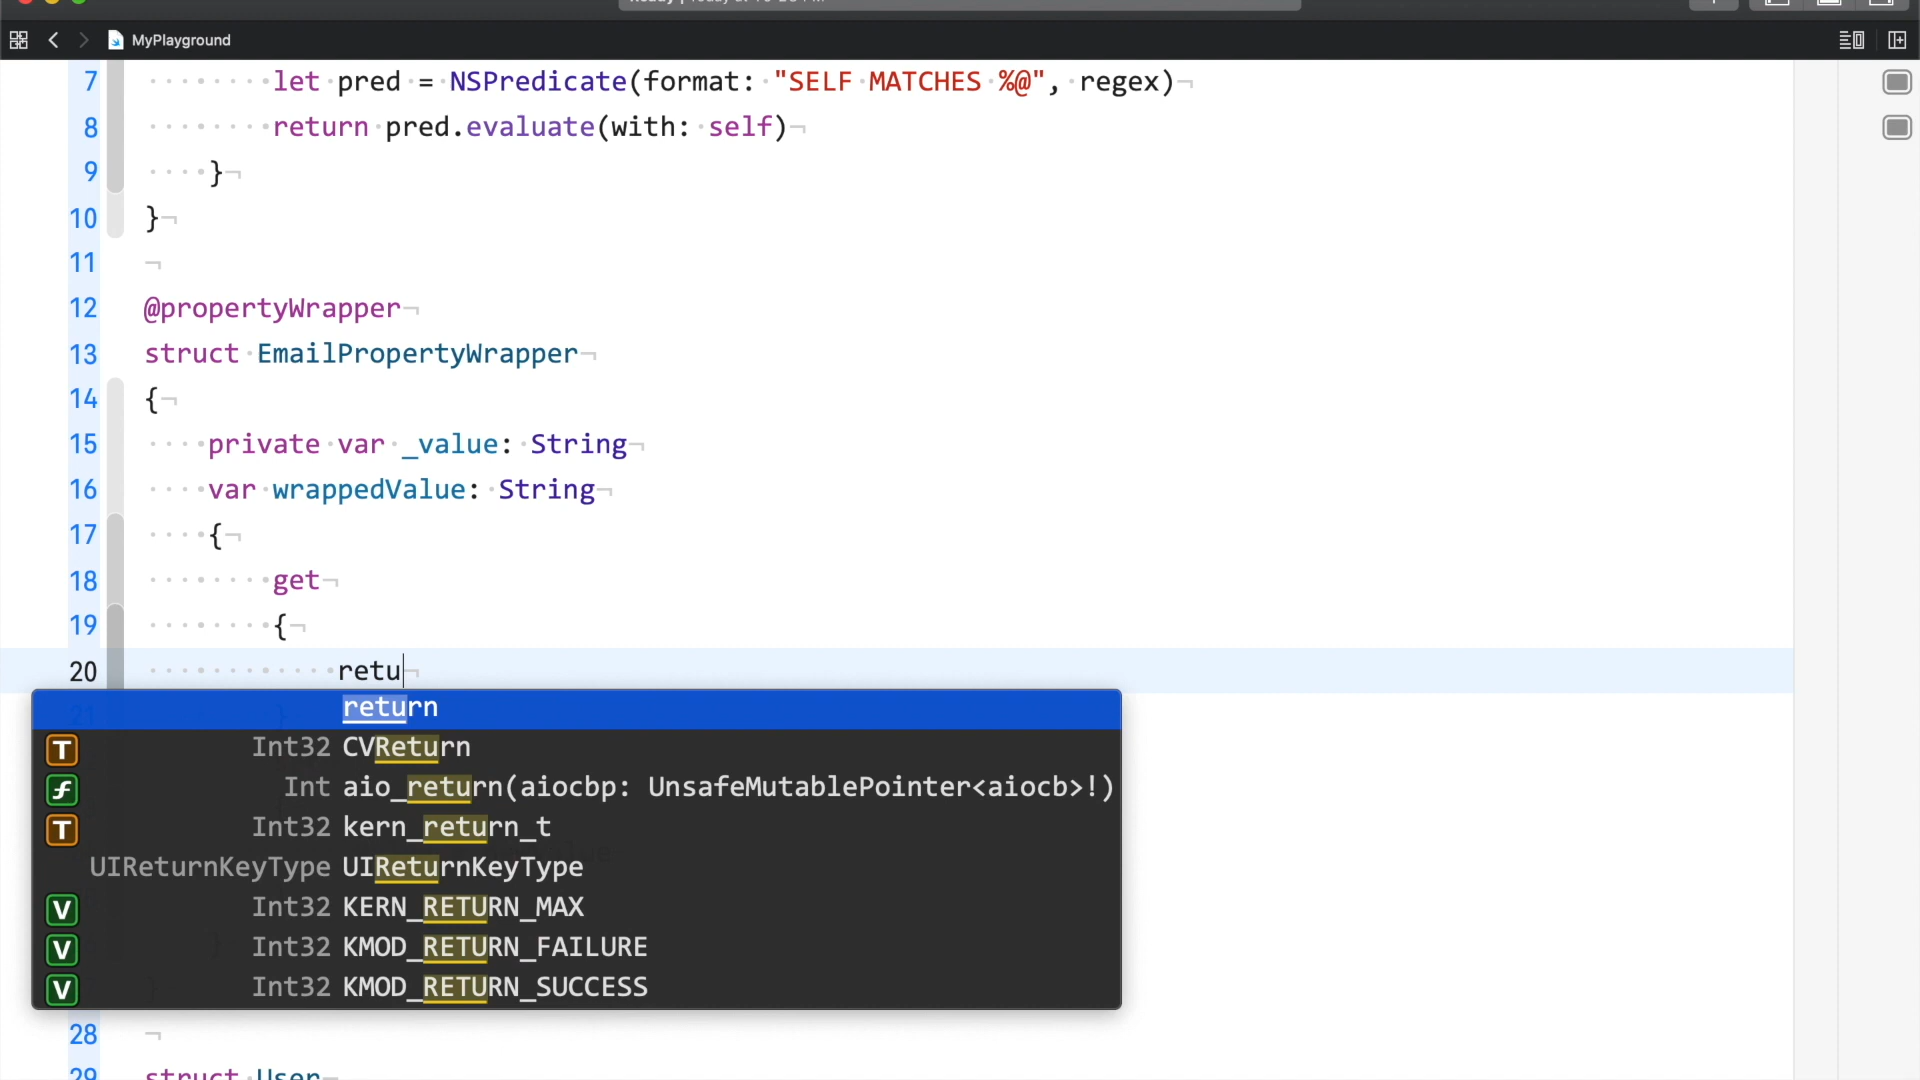 MyPlayground
7 let pred = NSPredicate(format: "SELF MATCHES %@", regex)
8 return pred.evaluate(with: self)
9 }
10 }
11
12 @propertyWrapper
13 struct EmailPropertyWrapper
14 {
15 private var _value: String
16 var wrappedValue: String
17 {
18 get
19 {
20 retu
return
T Int32 CVReturn
f Int aio_return(aiocbp: UnsafeMutablePointer<aiocb>!)
T Int32 kern_return_t
UIReturnKeyType UIReturnKeyType
V Int32 KERN_RETURN_MAX
V Int32 KMOD_RETURN_FAILURE
V Int32 KMOD_RETURN_SUCCESS
28
29 struct User